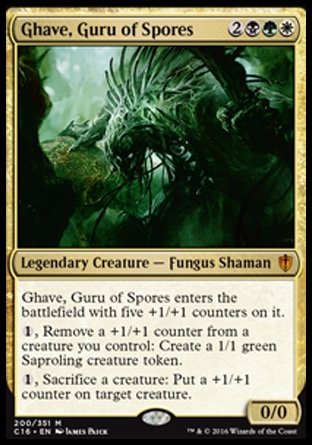 Ghave, Guru of Spores 2
Legendary Creature — Fungus Shaman
Ghave, Guru of Spores enters the
battlefield with five +1/+1 counters on it.
1, Remove a +1/+1 counter from a
creature you control: Create a 1/1 green
Saproling creature token.
1, Sacrifice a creature: Put a +1/+1
counter on target creature.
0/0
200/351 M
C16 • EN James Paick
™ & © 2016 Wizards of the Coast